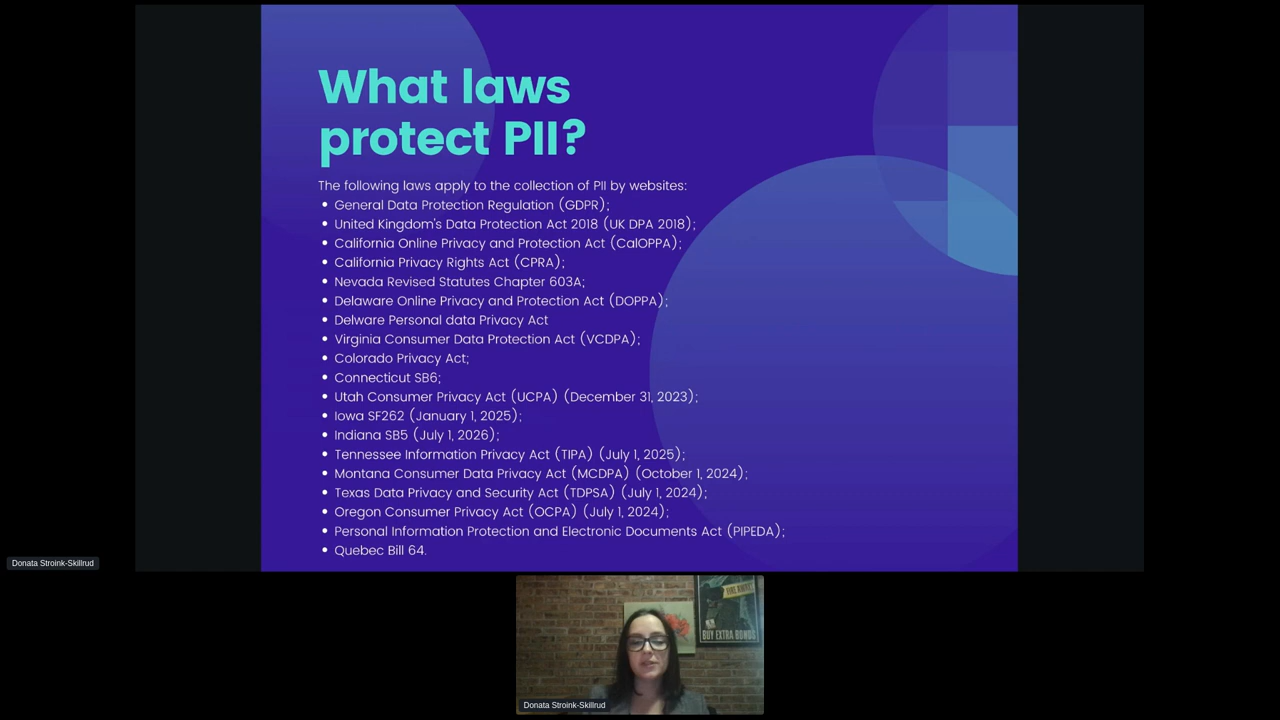 What laws
protect PII?
The following laws apply to the collection of PII by websites:
• General Data Protection Regulation (GDPR);
• United Kingdom's Data Protection Act 2018 (UK DPA 2018);
• California Online Privacy and Protection Act (CalOPPA);
• California Privacy Rights Act (CPRA);
• Nevada Revised Statutes Chapter 603A;
• Delaware Online Privacy and Protection Act (DOPPA);
• Delware Personal data Privacy Act
• Virginia Consumer Data Protection Act (VCDPA);
• Colorado Privacy Act;
• Connecticut SB6;
• Utah Consumer Privacy Act (UCPA) (December 31, 2023);
• Iowa SF262 (January 1, 2025);
• Indiana SB5 (July 1, 2026);
• Tennessee Information Privacy Act (TIPA) (July 1, 2025);
• Montana Consumer Data Privacy Act (MCDPA) (October 1, 2024);
• Texas Data Privacy and Security Act (TDPSA) (July 1, 2024);
• Oregon Consumer Privacy Act (OCPA) (July 1, 2024);
• Personal Information Protection and Electronic Documents Act (PIPEDA);
• Quebec Bill 64.
Donata Stroink-Skillrud
BUY EXTRA BONDS
Donata Stroink-Skillrud